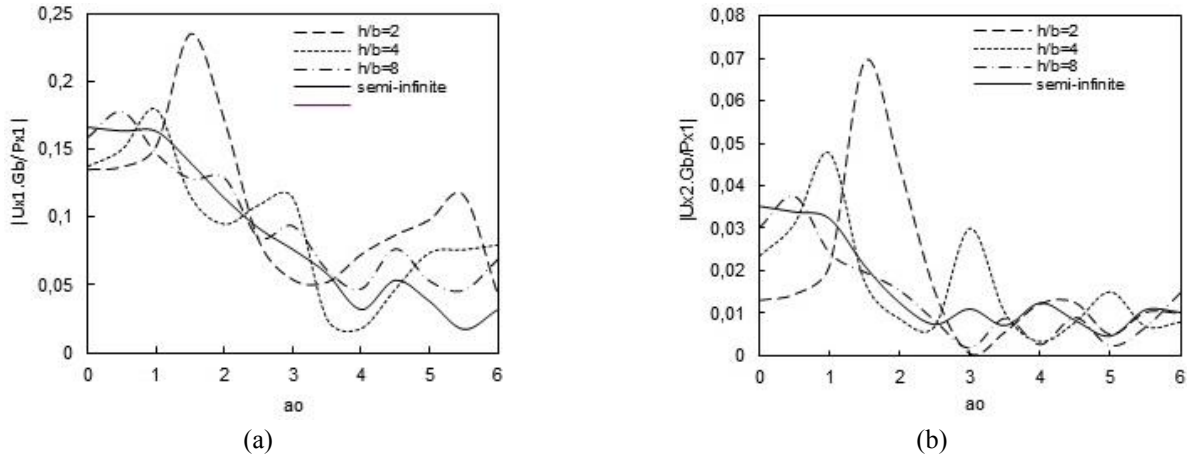 0,25
0,2
0,15
0,1
0,05
0
|Ux1.Gb/Px1|
h/b=2
h/b=4
h/b=8
semi-infinite
0 1 2 3 4 5 6
ao
(a)
0,08
0,07
0,06
0,05
0,04
0,03
0,02
0,01
0
|Ux2.Gb/Px1|
h/b=2
h/b=4
h/b=8
semi-infinite
0 1 2 3 4 5 6
ao
(b)